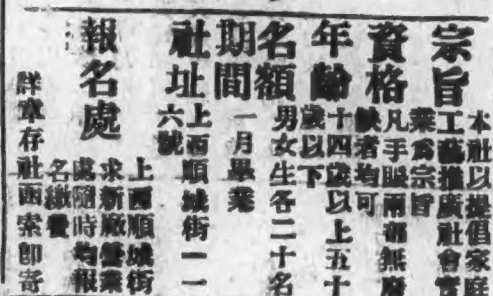 宗旨
本社以提倡家庭
工藝推廣社會實
業爲宗旨
資格
凡手眼兩部無廢
缺者均可
年齡
十四歲以上五十
歲以下
名額
男女生各二十名
期間
一月畢業
社址
上西順城街一一
六號
報名處
上西順城街
求新廠營業
處隨時均報
名繳費
詳章存社函索即寄